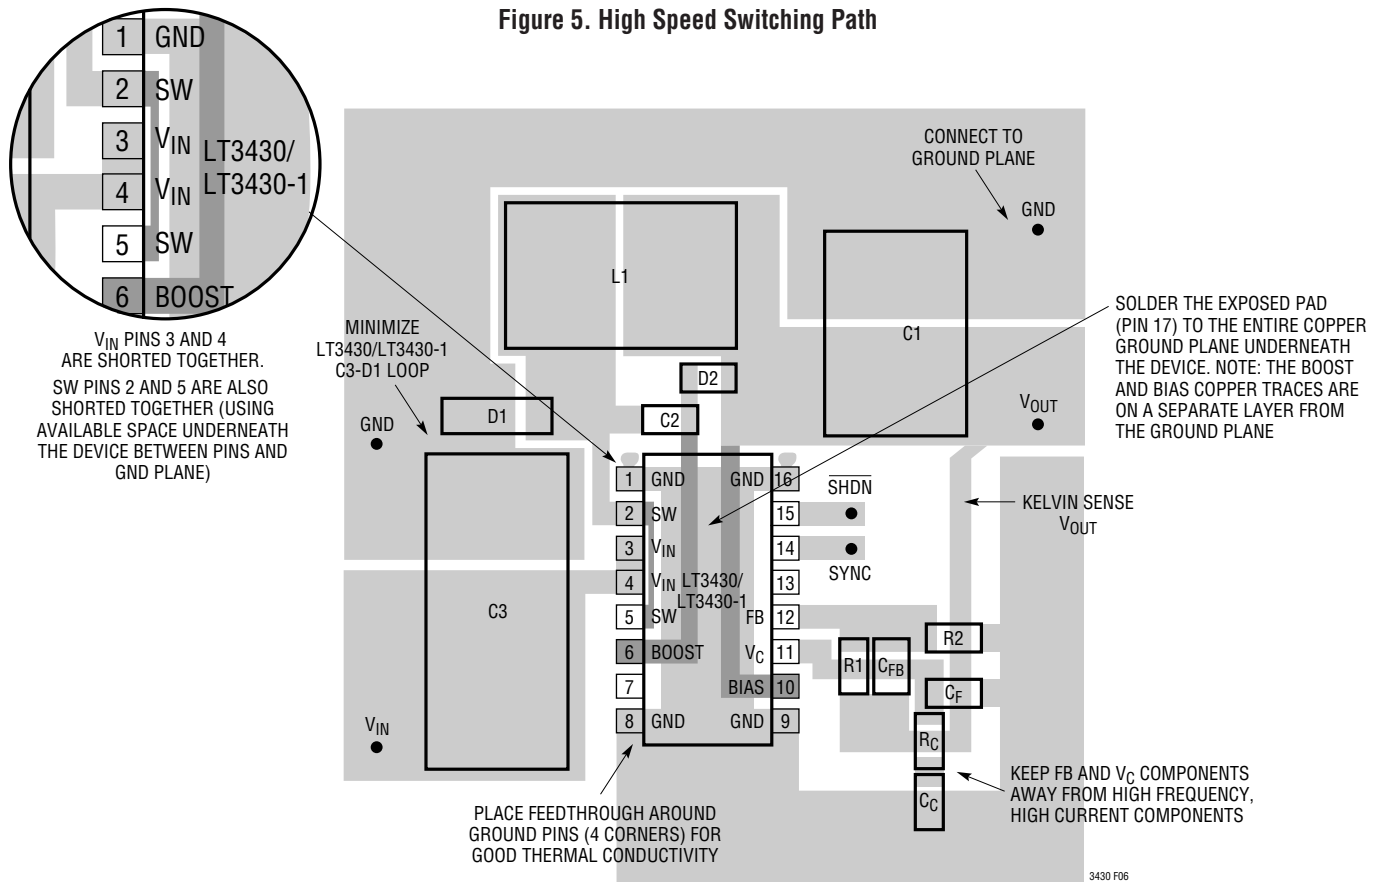 Figure 5. High Speed Switching Path
1 GND
2 SW
3 VIN
4 VIN
5 SW
6 BOOST
LT3430/
LT3430-1
VIN PINS 3 AND 4
ARE SHORTED TOGETHER.
SW PINS 2 AND 5 ARE ALSO
SHORTED TOGETHER (USING
AVAILABLE SPACE UNDERNEATH
THE DEVICE BETWEEN PINS AND
GND PLANE)
MINIMIZE
LT3430/LT3430-1
C3-D1 LOOP
GND
D1
L1
D2
C2
C1
CONNECT TO
GROUND PLANE
GND
SOLDER THE EXPOSED PAD
(PIN 17) TO THE ENTIRE COPPER
GROUND PLANE UNDERNEATH
THE DEVICE. NOTE: THE BOOST
AND BIAS COPPER TRACES ARE
ON A SEPARATE LAYER FROM
THE GROUND PLANE
VOUT
KELVIN SENSE
VOUT
C3
VIN
1 GND
2 SW
3 VIN
4 VIN
5 SW
6 BOOST
7
8 GND
LT3430/
LT3430-1
GND 16
15
14
13
FB 12
VC 11
BIAS 10
GND 9
SHDN
SYNC
R1
CFB
R2
CF
RC
CC
PLACE FEEDTHROUGH AROUND
GROUND PINS (4 CORNERS) FOR
GOOD THERMAL CONDUCTIVITY
KEEP FB AND VC COMPONENTS
AWAY FROM HIGH FREQUENCY,
HIGH CURRENT COMPONENTS
3430 F06